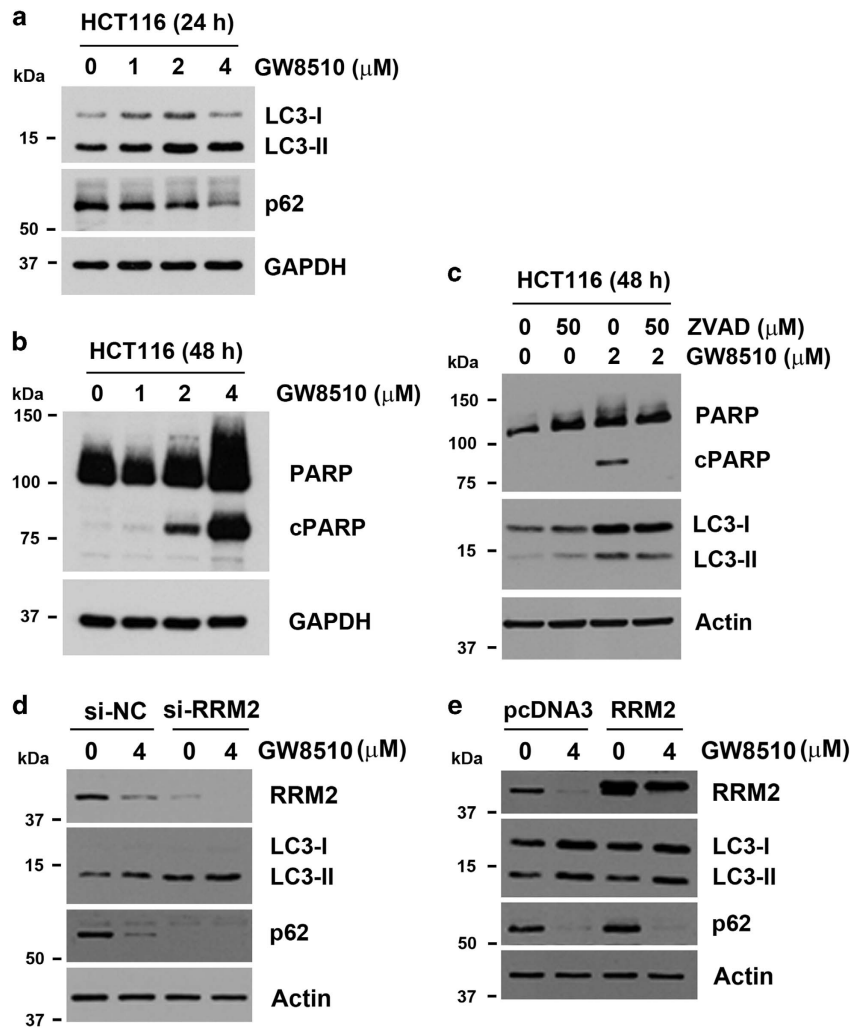 a
HCT116 (24 h)
0 1 2 4 GW8510 (μM)
kDa
LC3-I
15
LC3-II
p62
50
37
GAPDH
b
HCT116 (48 h)
kDa
0 1 2 4 GW8510 (μM)
150
100
PARP
75
cPARP
37
GAPDH
c
HCT116 (48 h)
0 50 0 50 ZVAD (μM)
kDa
0 0 2 2 GW8510 (μM)
150
PARP
100
cPARP
75
LC3-I
15
LC3-II
Actin
37
d
si-NC si-RRM2
kDa
0 4 0 4 GW8510 (μM)
RRM2
37
LC3-I
15
LC3-II
p62
50
Actin
37
e
pcDNA3 RRM2
kDa
0 4 0 4 GW8510 (μM)
RRM2
37
LC3-I
15
LC3-II
p62
50
Actin
37